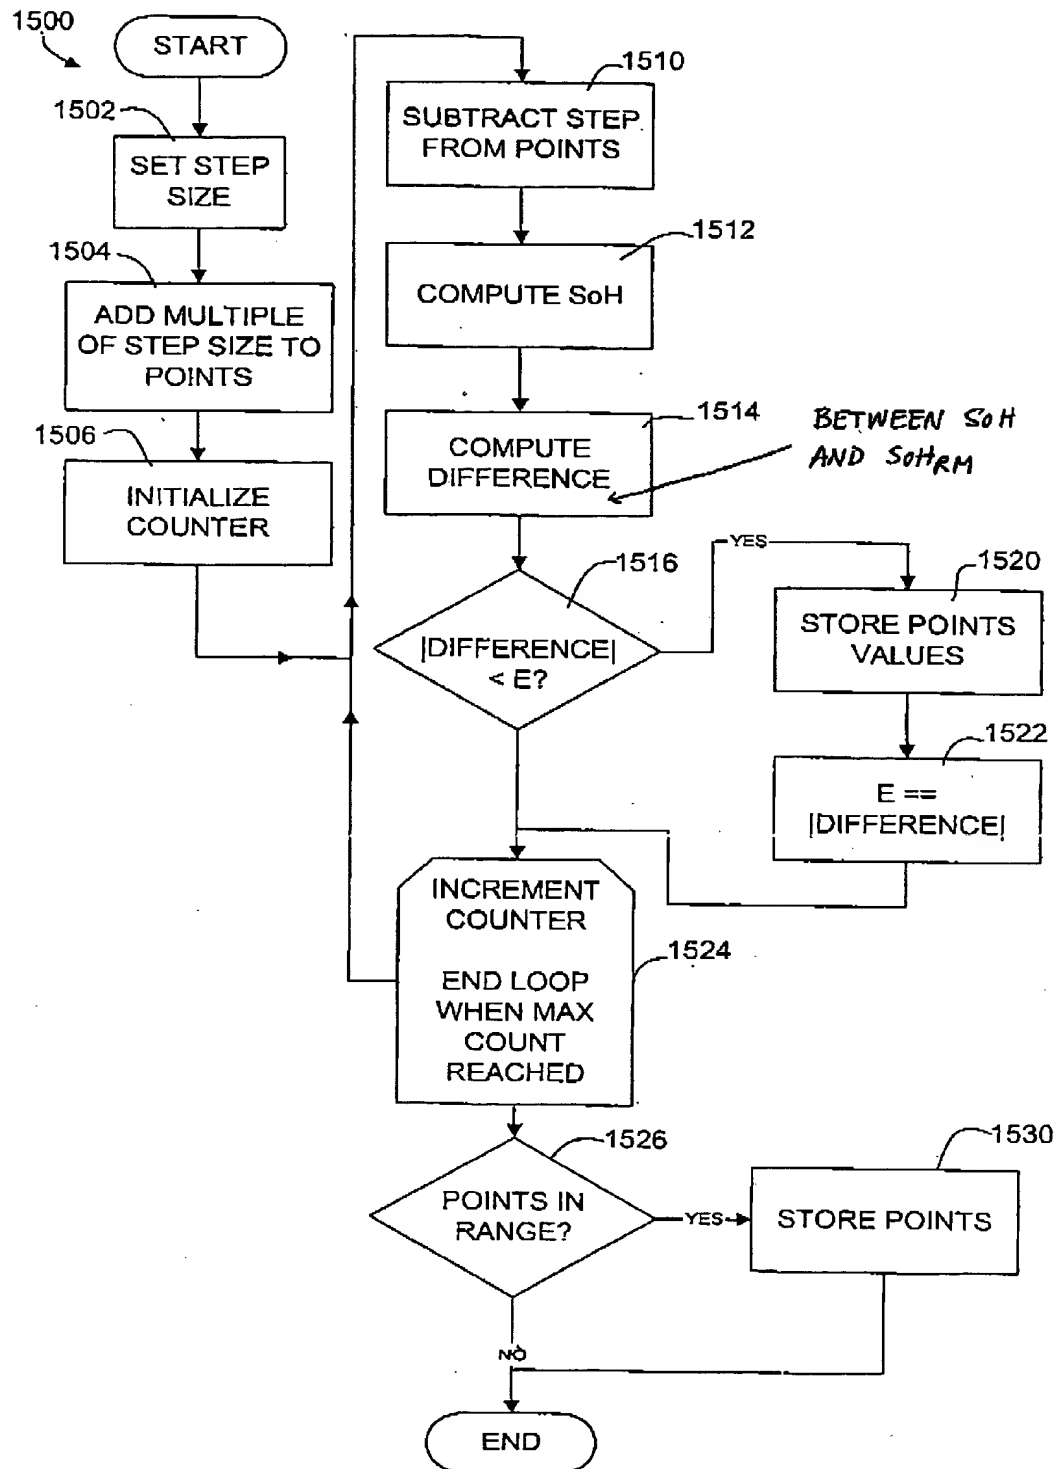 1500
START
1502
SET STEP
SIZE
1504
ADD MULTIPLE
OF STEP SIZE TO
POINTS
1506
INITIALIZE
COUNTER
1510
SUBTRACT STEP
FROM POINTS
1512
COMPUTE SoH
1514
COMPUTE
DIFFERENCE
BETWEEN SoH
AND SoHRM
1516
|DIFFERENCE|
< E?
YES
1520
STORE POINTS
VALUES
1522
E ==
|DIFFERENCE|
INCREMENT
COUNTER
END LOOP
WHEN MAX
COUNT
REACHED
1524
1526
POINTS IN
RANGE?
YES
1530
STORE POINTS
NO
END